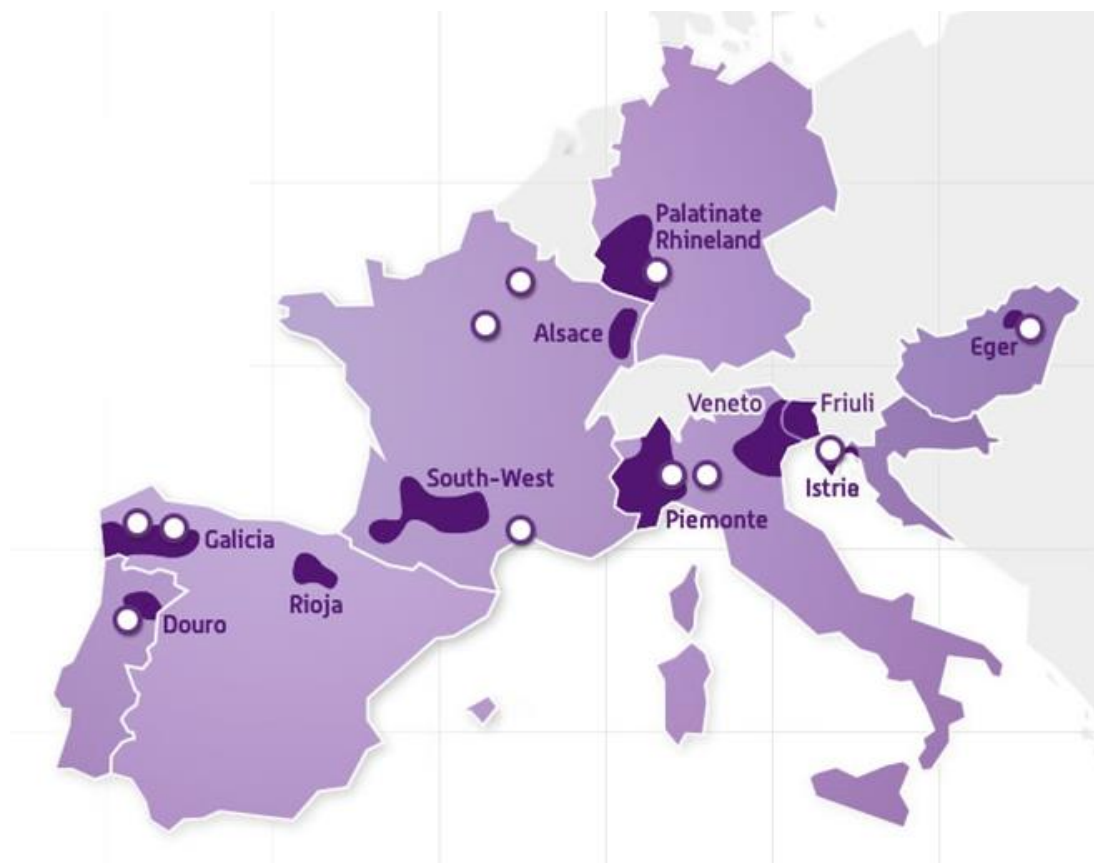 Palatinate
Rhineland
Alsace
Eger
Veneto
Friuli
Istrie
South-West
Piemonte
Galicia
Rioja
Douro